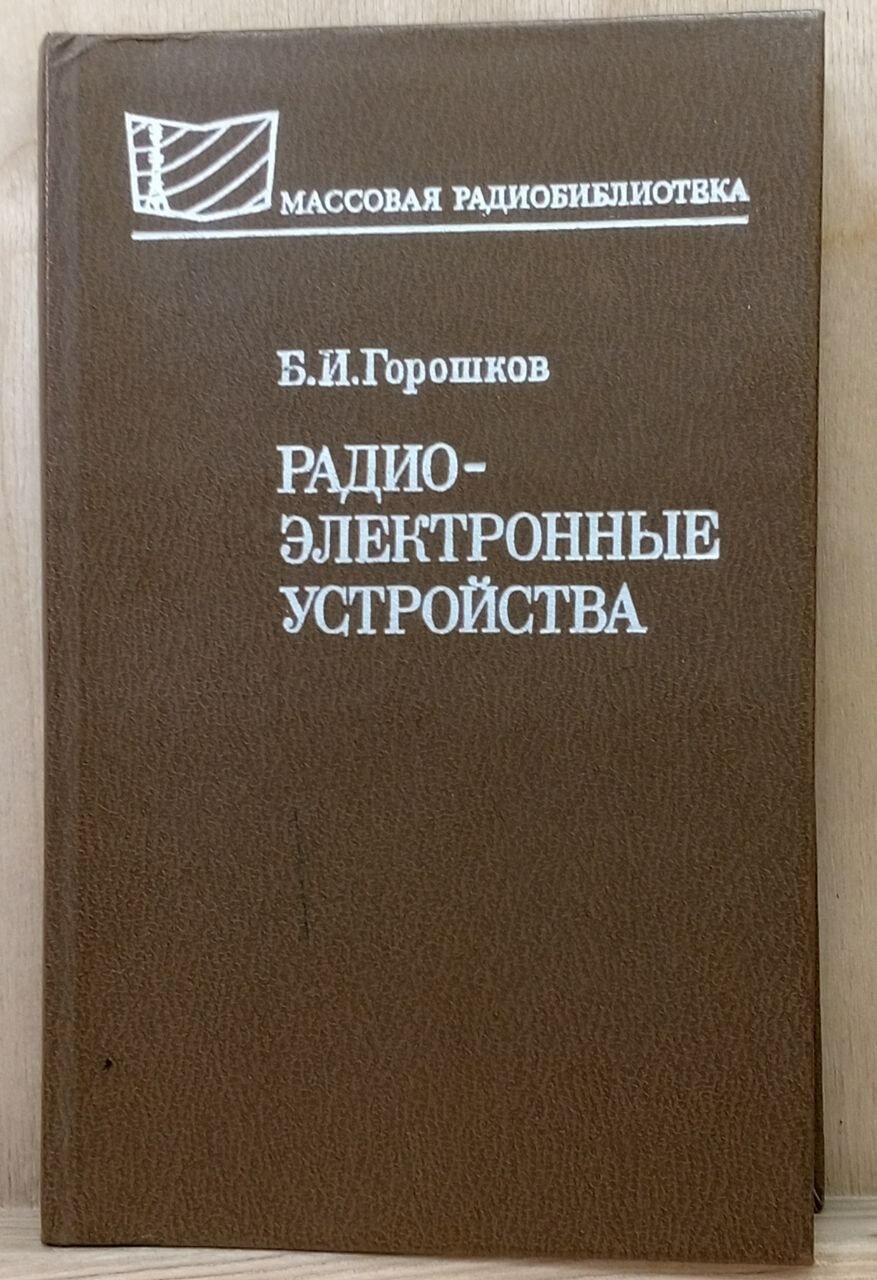 МАССОВАЯ РАДИОБИБЛИОТЕКА
Б.И.Горошков
РАДИО-
ЭЛЕКТРОННЫЕ
УСТРОЙСТВА